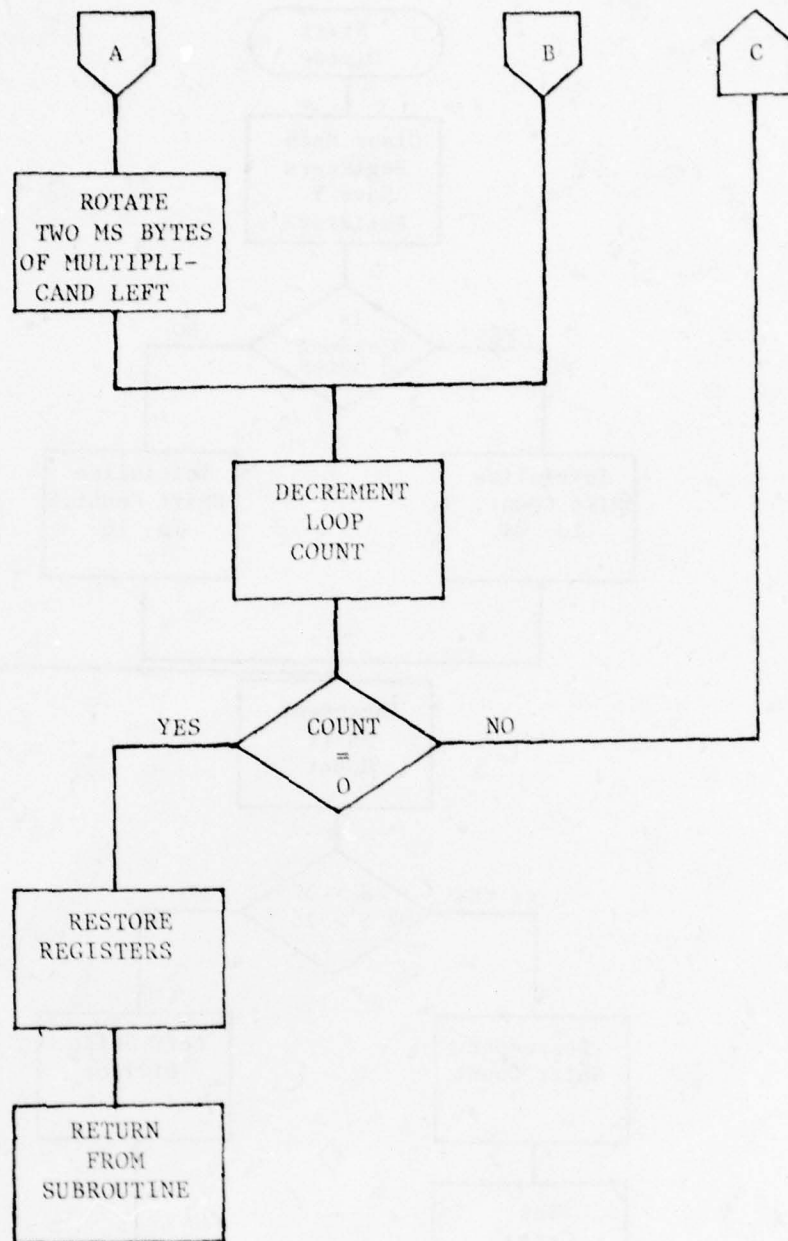 A
B
C
ROTATE
TWO MS BYTES
OF MULTIPLI-
CAND LEFT
DECREMENT
LOOP
COUNT
YES
COUNT
=
0
NO
RESTORE
REGISTERS
RETURN
FROM
SUBROUTINE